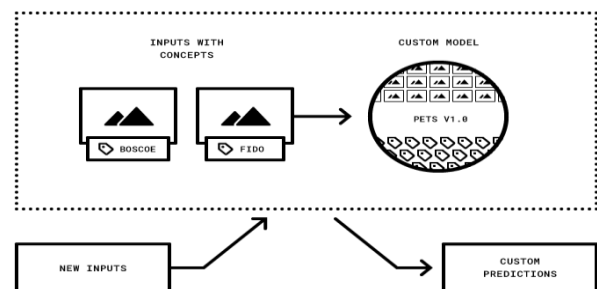 INPUTS WITH
CONCEPTS
CUSTOM MODEL
BOSCOE
FIDO
PETS V1.0
NEW INPUTS
CUSTOM
PREDICTIONS